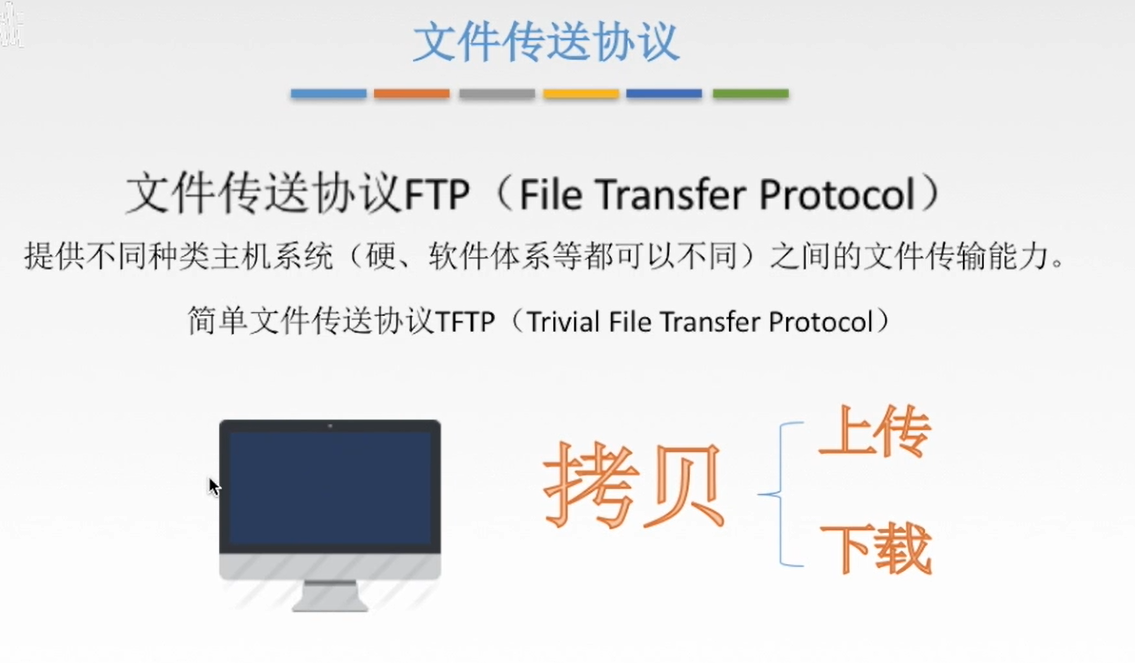 文件传送协议
文件传送协议FTP（File Transfer Protocol）
提供不同种类主机系统（硬、软件体系等都可以不同）之间的文件传输能力。
简单文件传送协议TFTP（Trivial File Transfer Protocol）
拷贝
上传
下载